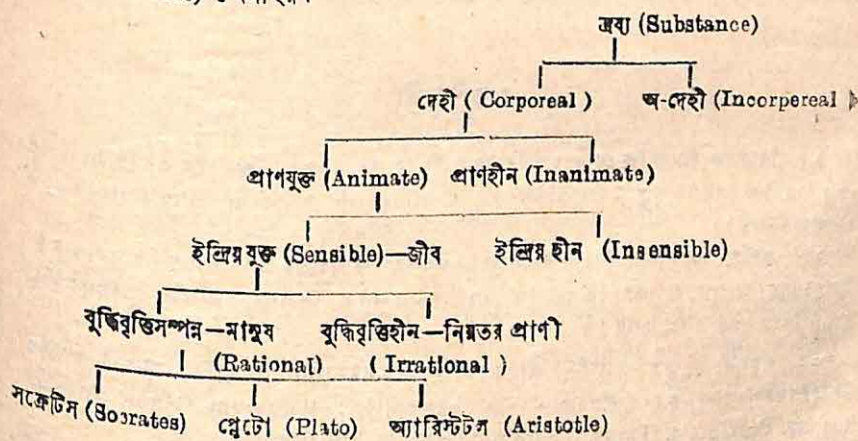 দ্রব্য (Substance)
দেহী ( Corporeal ) অ-দেহী (Incorpereal )
প্রাণযুক্ত (Animate) প্রাণহীন (Inanimate)
ইন্দ্রিয়যুক্ত (Sensible)—জীব ইন্দ্রিয়হীন (Insensible)
বুদ্ধিবৃত্তিসম্পন্ন—মানুষ বুদ্ধিবৃত্তিহীন—নিম্নতর প্রাণী
(Rational) ( Irrational )
সক্রেটিস (Socrates) প্লেটো (Plato) অ্যারিস্টটল (Aristotle)